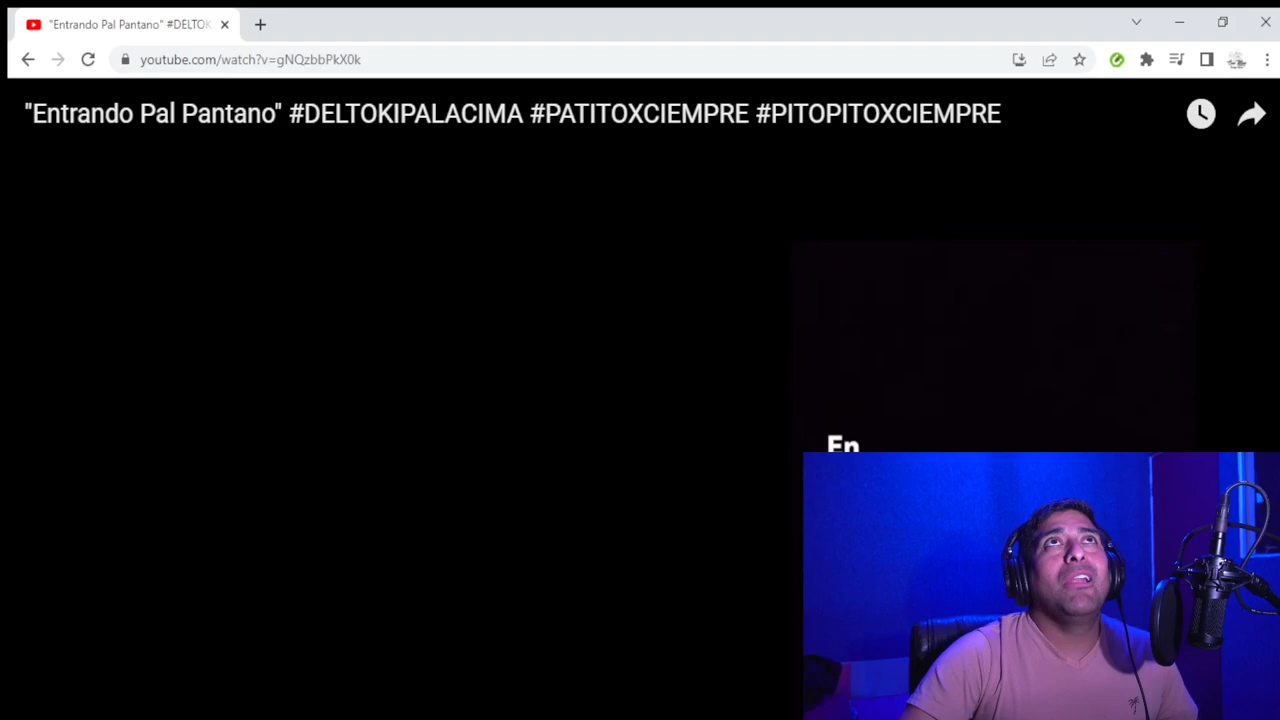 "Entrando Pal Pantano" #DELTOK
youtube.com/watch?v=gNQzbbPkX0k
"Entrando Pal Pantano" #DELTOKIPALACIMA #PATITOXCIEMPRE #PITOPITOXCIEMPRE
En